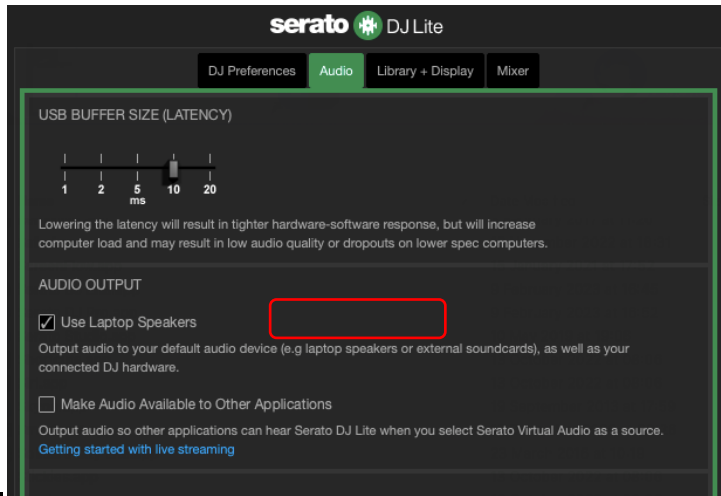 serato DJ Lite
DJ Preferences Audio Library + Display Mixer
USB BUFFER SIZE (LATENCY)
1 2 5 10 20
ms
Lowering the latency will result in tighter hardware-software response, but will increase
computer load and may result in low audio quality or dropouts on lower spec computers.
AUDIO OUTPUT
Use Laptop Speakers
Output audio to your default audio device (e.g laptop speakers or external soundcards), as well as your
connected DJ hardware.
Make Audio Available to Other Applications
Output audio so other applications can hear Serato DJ Lite when you select Serato Virtual Audio as a source.
Getting started with live streaming